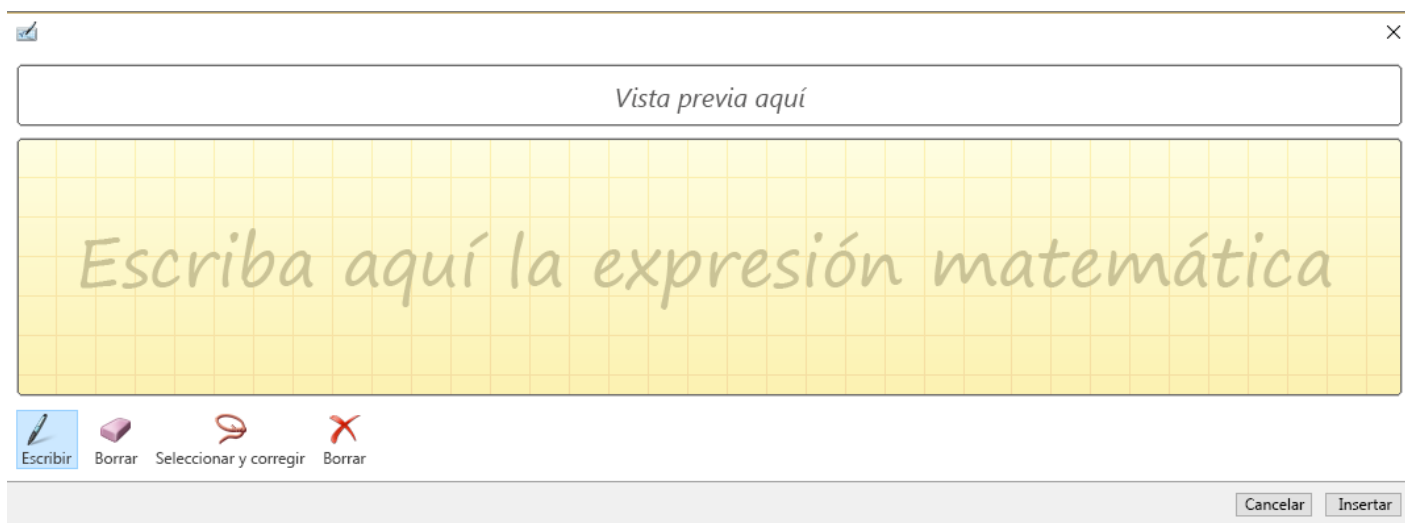 Vista previa aquí
Escriba aquí la expresión matemática
Escribir Borrar Seleccionar y corregir Borrar
Cancelar Insertar